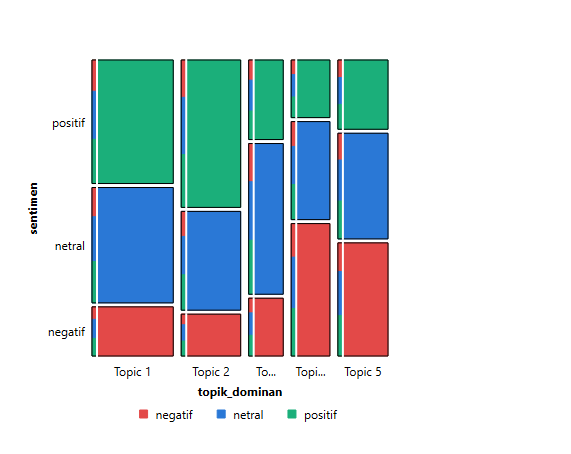 positif
sentimen
netral
negatif
Topic 1 Topic 2 To... Topi... Topic 5
topik_dominan
negatif netral positif